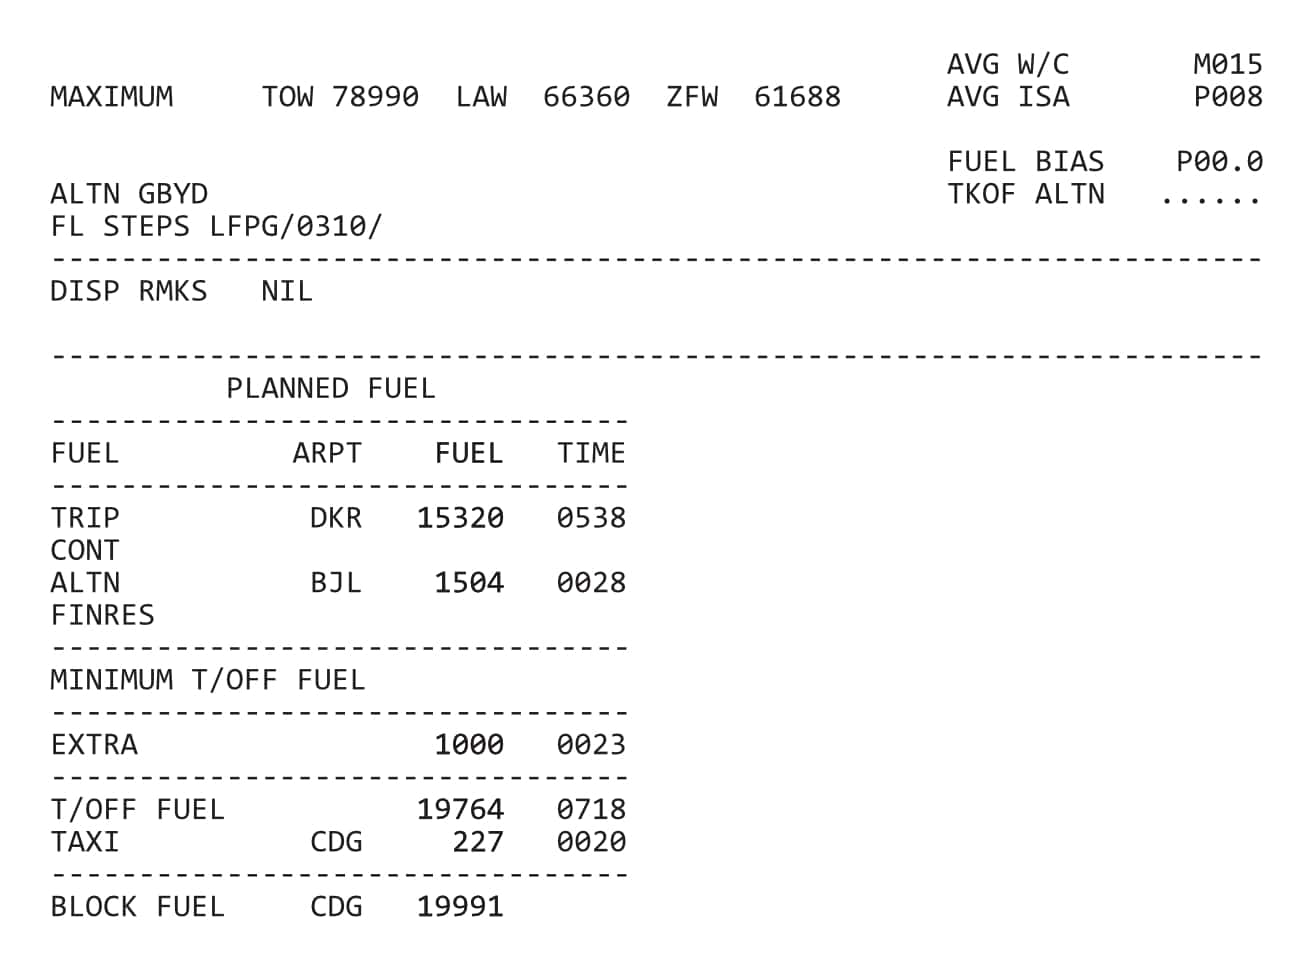 AVG W/C M015
MAXIMUM TOW 78990 LAW 66360 ZFW 61688 AVG ISA P008
FUEL BIAS P00.0
ALTN GBYD TKOF ALTN ......
FL STEPS LFPG/0310/
---------------------------------------------------------------------
DISP RMKS NIL
---------------------------------------------------------------------
PLANNED FUEL
---------------------------------
FUEL ARPT FUEL TIME
---------------------------------
TRIP DKR 15320 0538
CONT
ALTN BJL 1504 0028
FINRES
---------------------------------
MINIMUM T/OFF FUEL
---------------------------------
EXTRA 1000 0023
---------------------------------
T/OFF FUEL 19764 0718
TAXI CDG 227 0020
---------------------------------
BLOCK FUEL CDG 19991